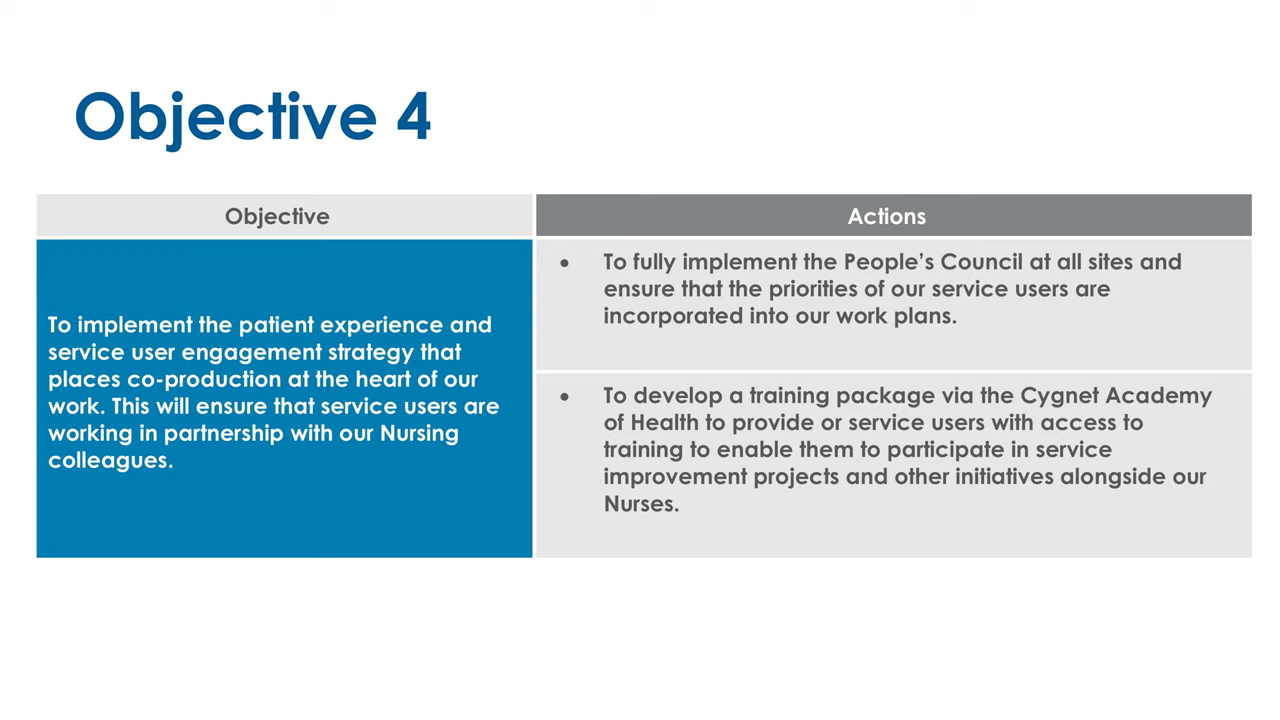 Objective 4
Objective
Actions
To implement the patient experience and
service user engagement strategy that
places co-production at the heart of our
work. This will ensure that service users are
working in partnership with our Nursing
colleagues.
• To fully implement the People’s Council at all sites and
ensure that the priorities of our service users are
incorporated into our work plans.
• To develop a training package via the Cygnet Academy
of Health to provide or service users with access to
training to enable them to participate in service
improvement projects and other initiatives alongside our
Nurses.